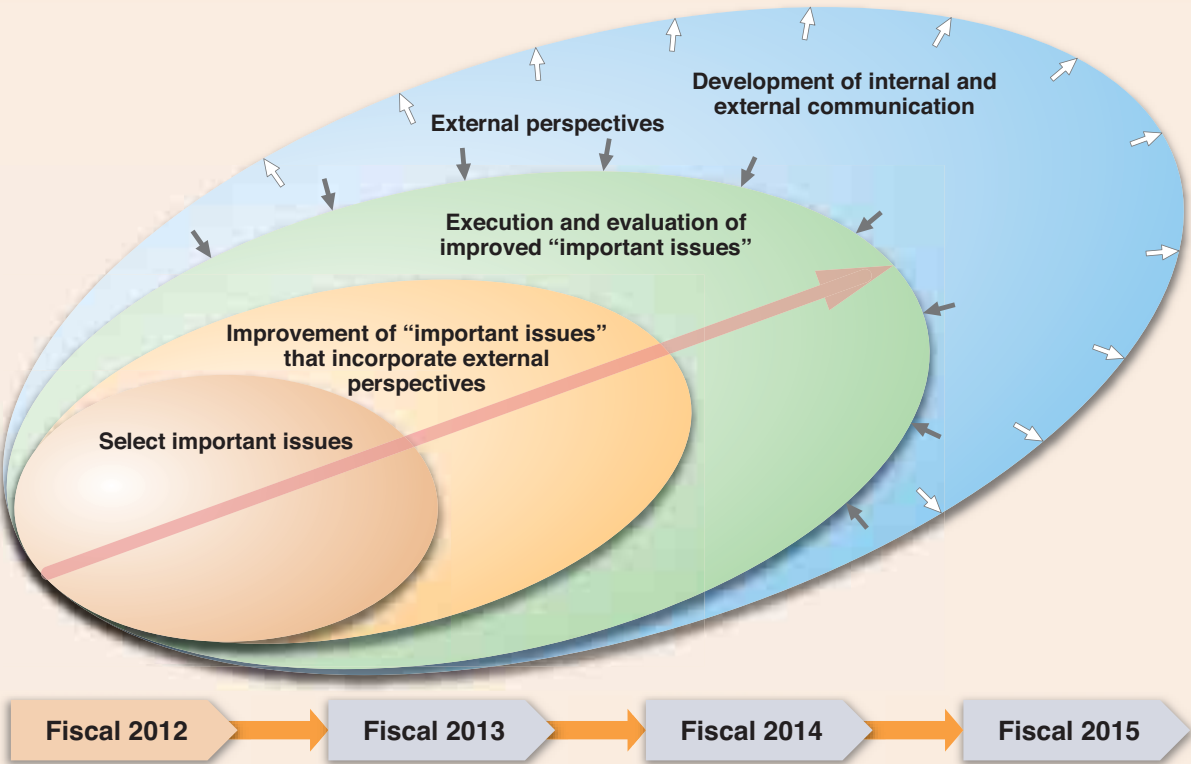 Development of internal and
external communication
External perspectives
Execution and evaluation of
improved “important issues”
Improvement of “important issues”
that incorporate external
perspectives
Select important issues
Fiscal 2012
Fiscal 2013
Fiscal 2014
Fiscal 2015